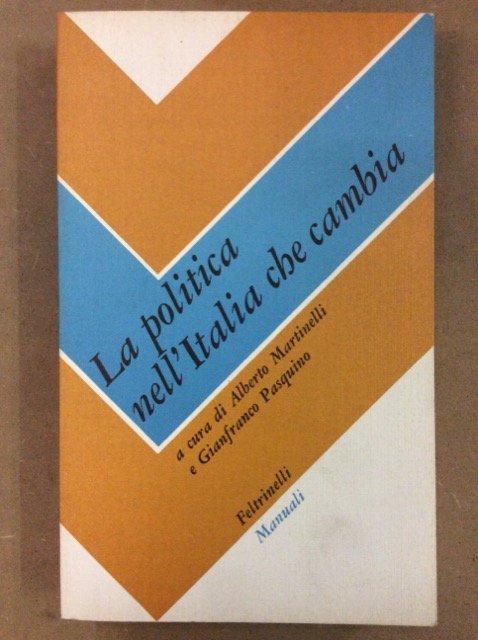 La politica
nell'Italia che cambia
a cura di Alberto Martinelli
e Gianfranco Pasquino
Feltrinelli
Manuali